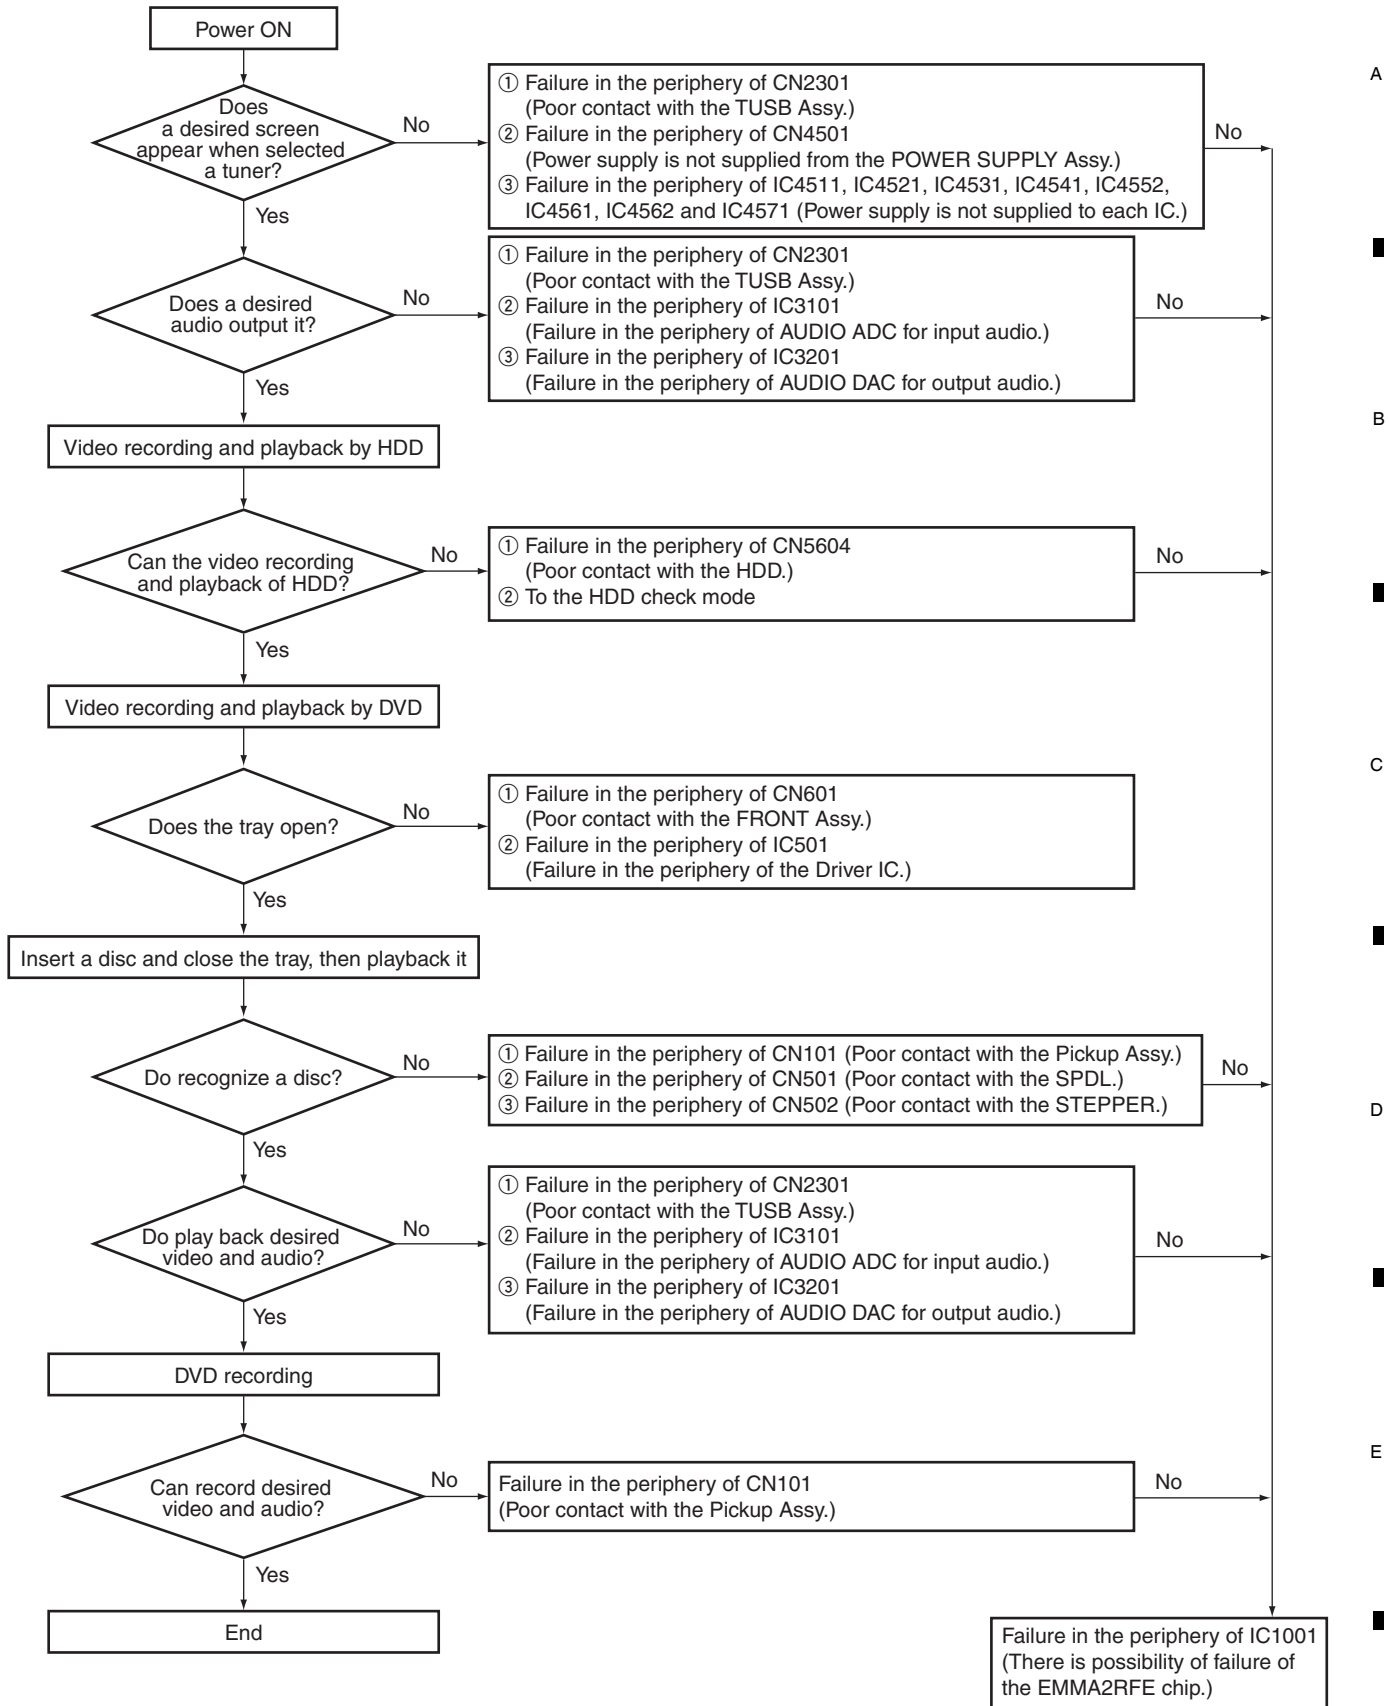 Power ON
Does
a desired screen
appear when selected
a tuner?
No
① Failure in the periphery of CN2301
(Poor contact with the TUSB Assy.)
② Failure in the periphery of CN4501
(Power supply is not supplied from the POWER SUPPLY Assy.)
③ Failure in the periphery of IC4511, IC4521, IC4531, IC4541, IC4552,
IC4561, IC4562 and IC4571 (Power supply is not supplied to each IC.)
No
A
Yes
Does a desired
audio output it?
No
① Failure in the periphery of CN2301
(Poor contact with the TUSB Assy.)
② Failure in the periphery of IC3101
(Failure in the periphery of AUDIO ADC for input audio.)
③ Failure in the periphery of IC3201
(Failure in the periphery of AUDIO DAC for output audio.)
No
Yes
B
Video recording and playback by HDD
Can the video recording
and playback of HDD?
No
① Failure in the periphery of CN5604
(Poor contact with the HDD.)
② To the HDD check mode
No
Yes
Video recording and playback by DVD
C
Does the tray open?
No
① Failure in the periphery of CN601
(Poor contact with the FRONT Assy.)
② Failure in the periphery of IC501
(Failure in the periphery of the Driver IC.)
Yes
Insert a disc and close the tray, then playback it
Do recognize a disc?
No
① Failure in the periphery of CN101 (Poor contact with the Pickup Assy.)
② Failure in the periphery of CN501 (Poor contact with the SPDL.)
③ Failure in the periphery of CN502 (Poor contact with the STEPPER.)
No
D
Yes
Do play back desired
video and audio?
No
① Failure in the periphery of CN2301
(Poor contact with the TUSB Assy.)
② Failure in the periphery of IC3101
(Failure in the periphery of AUDIO ADC for input audio.)
③ Failure in the periphery of IC3201
(Failure in the periphery of AUDIO DAC for output audio.)
No
Yes
DVD recording
E
Can record desired
video and audio?
No
Failure in the periphery of CN101
(Poor contact with the Pickup Assy.)
No
Yes
End
Failure in the periphery of IC1001
(There is possibility of failure of
the EMMA2RFE chip.)